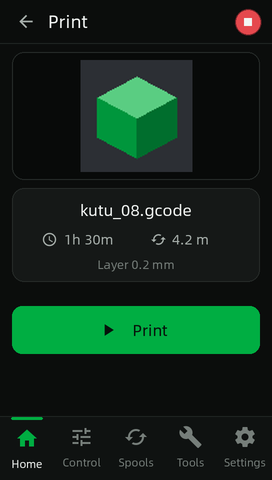 Print
kutu_08.gcode
1h 30m 4.2 m
Layer 0.2 mm
Print
Home Control Spools Tools Settings